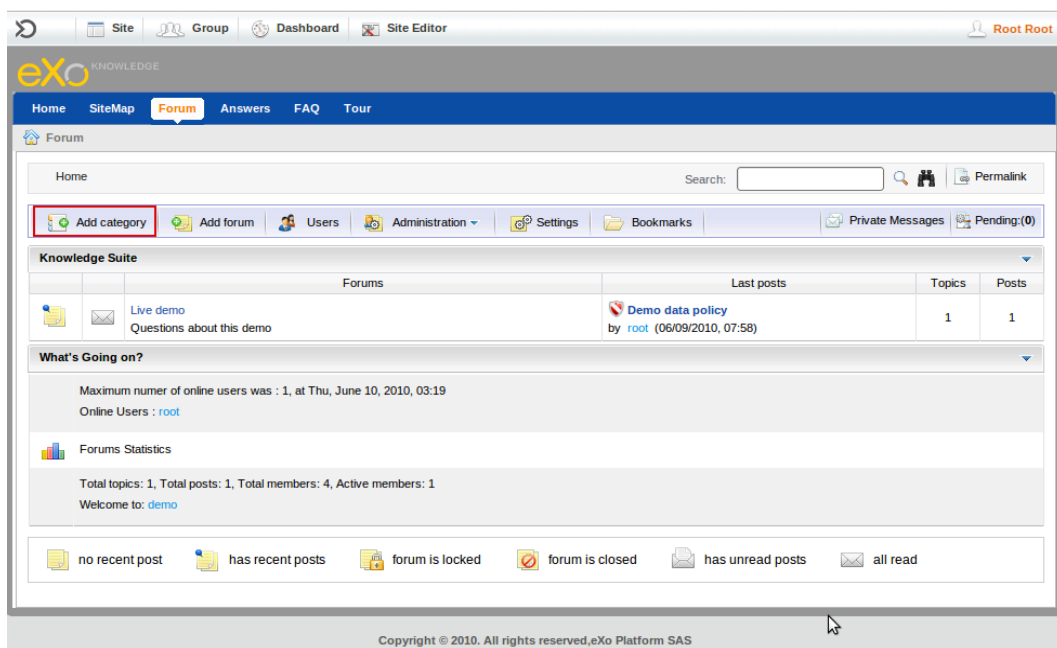 Site Group Dashboard Site Editor Root Root
eXo KNOWLEDGE
Home SiteMap Forum Answers FAQ Tour
Forum
Home Search: Permalink
Add category Add forum Users Administration Settings Bookmarks Private Messages Pending:(0)
Knowledge Suite
Forums Last posts Topics Posts
Live demo Demo data policy 1 1
Questions about this demo by root (06/09/2010, 07:58)
What's Going on?
Maximum numer of online users was : 1, at Thu, June 10, 2010, 03:19
Online Users : root
Forums Statistics
Total topics: 1, Total posts: 1, Total members: 4, Active members: 1
Welcome to: demo
no recent post has recent posts forum is locked forum is closed has unread posts all read
Copyright © 2010. All rights reserved,eXo Platform SAS